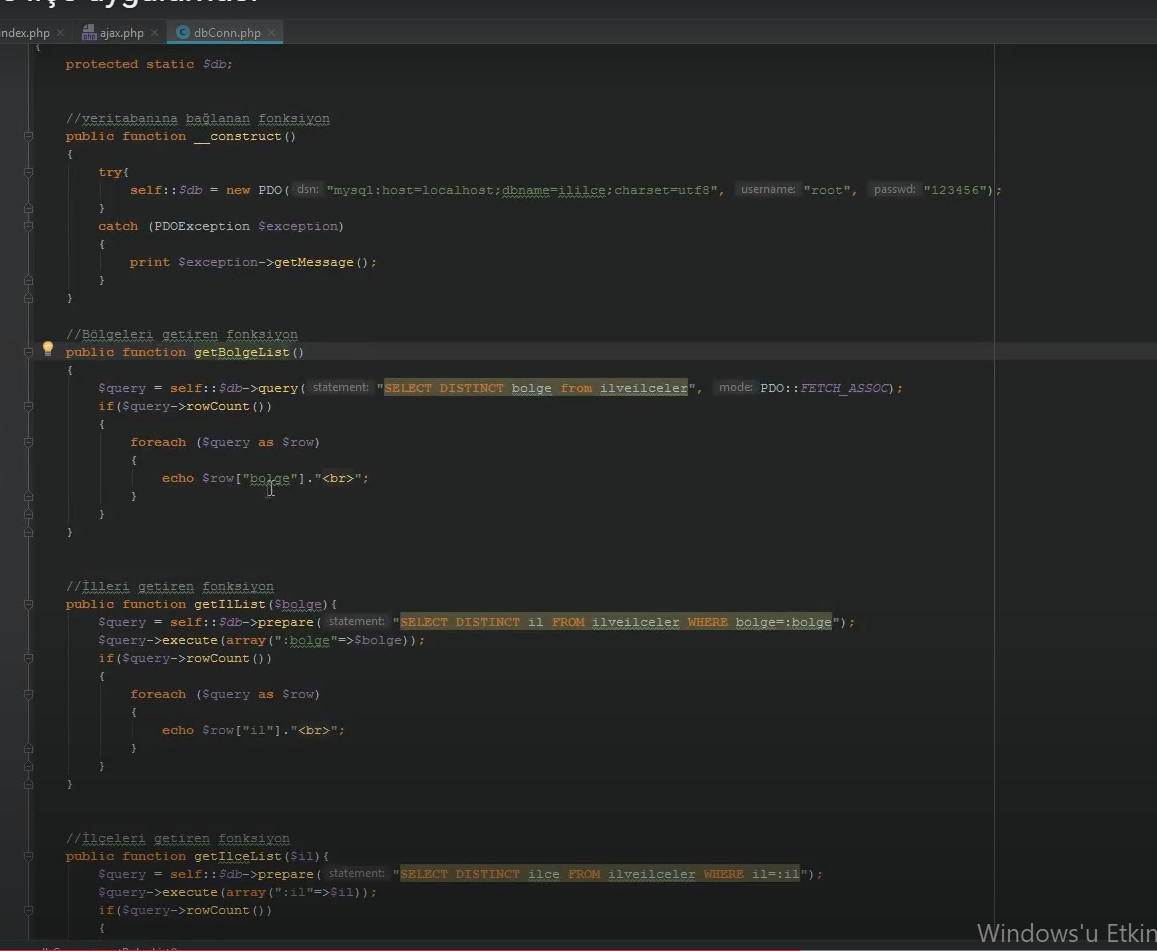 index.php
ajax.php
dbConn.php
{
protected static $db;
//veritabanına bağlanan fonksiyon
public function __construct()
{
try{
self::$db = new PDO( dsn: "mysql:host=localhost;dbname=ililce;charset=utf8", username: "root", passwd: "123456");
}
catch (PDOException $exception)
{
print $exception->getMessage();
}
}
//Bölgeleri getiren fonksiyon
public function getBolgeList()
{
$query = self::$db->query( statement: "SELECT DISTINCT bolge from ilveilceler", mode: PDO::FETCH_ASSOC);
if($query->rowCount())
{
foreach ($query as $row)
{
echo $row["bolge"]."<br>";
}
}
}
//İlleri getiren fonksiyon
public function getIlList($bolge){
$query = self::$db->prepare( statement: "SELECT DISTINCT il FROM ilveilceler WHERE bolge=:bolge");
$query->execute(array(":bolge"=>$bolge));
if($query->rowCount())
{
foreach ($query as $row)
{
echo $row["il"]."<br>";
}
}
}
//İlçeleri getiren fonksiyon
public function getIlceList($il){
$query = self::$db->prepare( statement: "SELECT DISTINCT ilce FROM ilveilceler WHERE il=:il");
$query->execute(array(":il"=>$il));
if($query->rowCount())
{
Windows'u Etkin